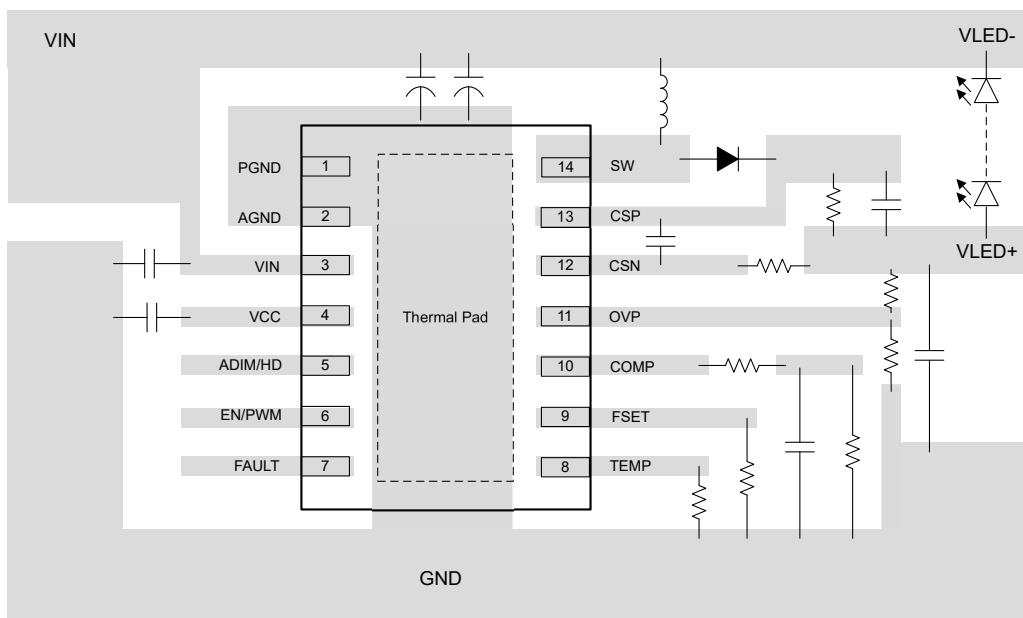 VIN
VLED-
PGND 1
14 SW
AGND 2
13 CSP
VIN 3
12 CSN
VLED+
VCC 4
Thermal Pad
11 OVP
ADIM/HD 5
10 COMP
EN/PWM 6
9 FSET
FAULT 7
8 TEMP
GND